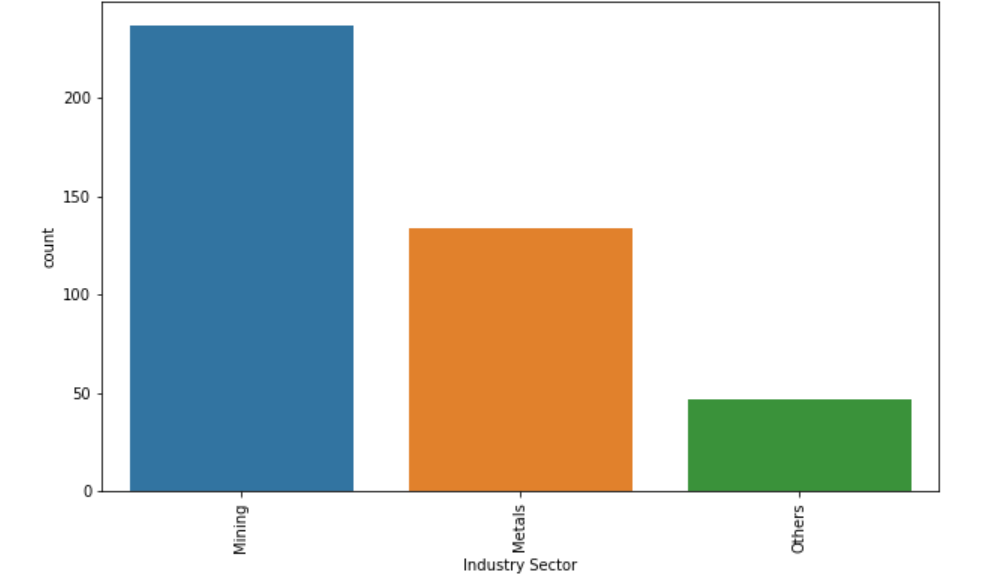 200
150
100
50
0
count
Mining
Metals
Others
Industry Sector